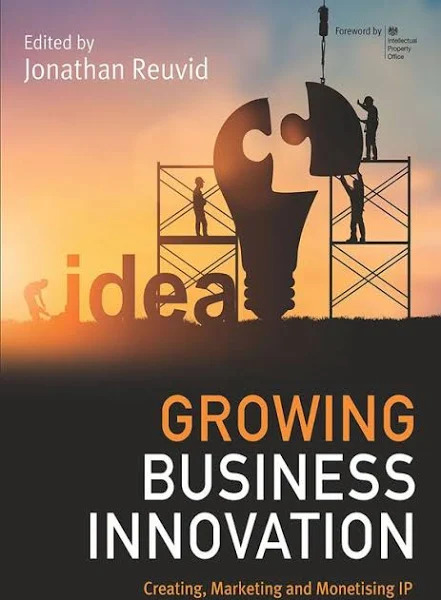 Edited by
Jonathan Reuvid
Foreword by
Intellectual
Property
Office
idea
GROWING
BUSINESS
INNOVATION
Creating, Marketing and Monetising IP